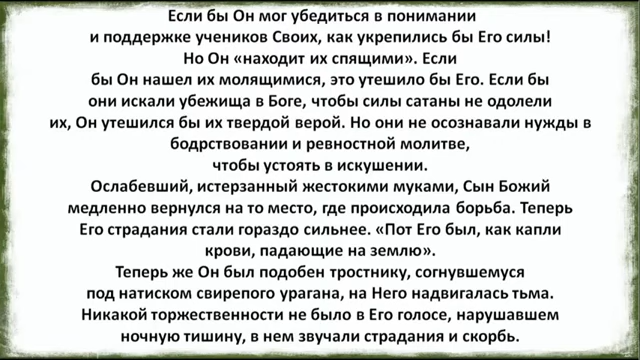 Если бы Он мог убедиться в понимании
и поддержке учеников Своих, как укрепились бы Его силы!
Но Он «находит их спящими». Если
бы Он нашел их молящимися, это утешило бы Его. Если бы
они искали убежища в Боге, чтобы силы сатаны не одолели
их, Он утешился бы их твердой верой. Но они не осознавали нужды в
бодрствовании и ревностной молитве,
чтобы устоять в искушении.
Ослабевший, истерзанный жестокими муками, Сын Божий
медленно вернулся на то место, где происходила борьба. Теперь
Его страдания стали гораздо сильнее. «Пот Его был, как капли
крови, падающие на землю».
Теперь же Он был подобен тростнику, согнувшемуся
под натиском свирепого урагана, на Него надвигалась тьма.
Никакой торжественности не было в Его голосе, нарушавшем
ночную тишину, в нем звучали страдания и скорбь.